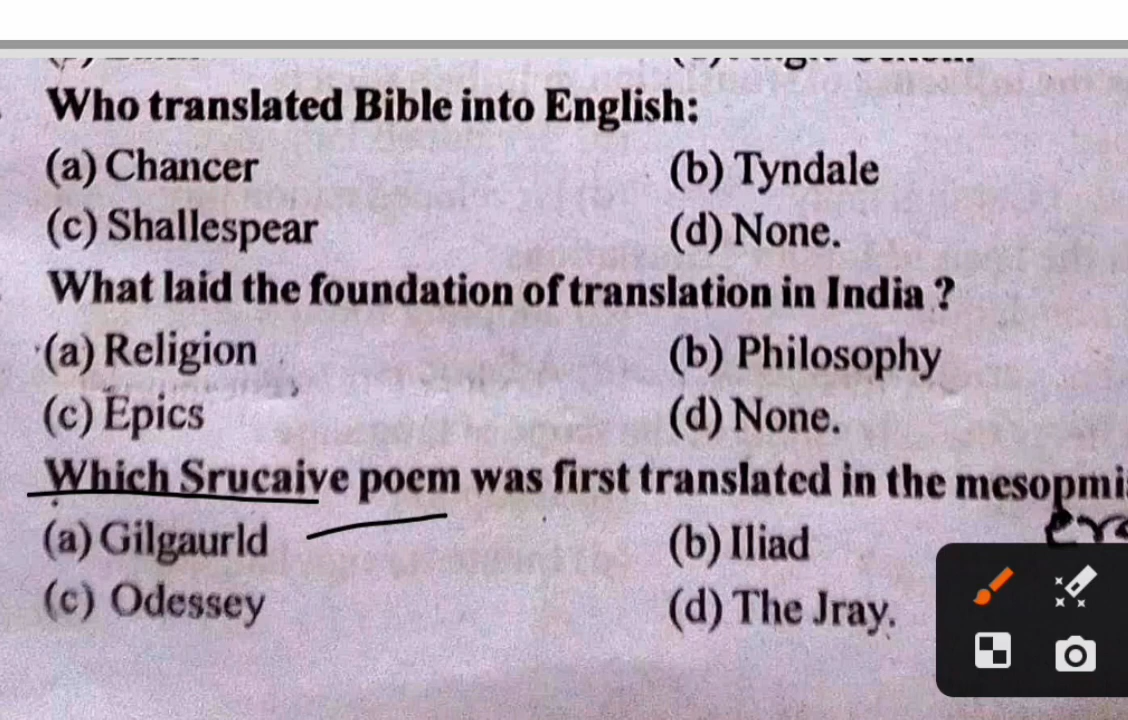 Who translated Bible into English:
(a) Chancer (b) Tyndale
(c) Shallespear (d) None.
What laid the foundation of translation in India ?
(a) Religion (b) Philosophy
(c) Epics (d) None.
Which Srucaive poem was first translated in the mesopmi
(a) Gilgaurld (b) Iliad
(c) Odessey (d) The Jray.